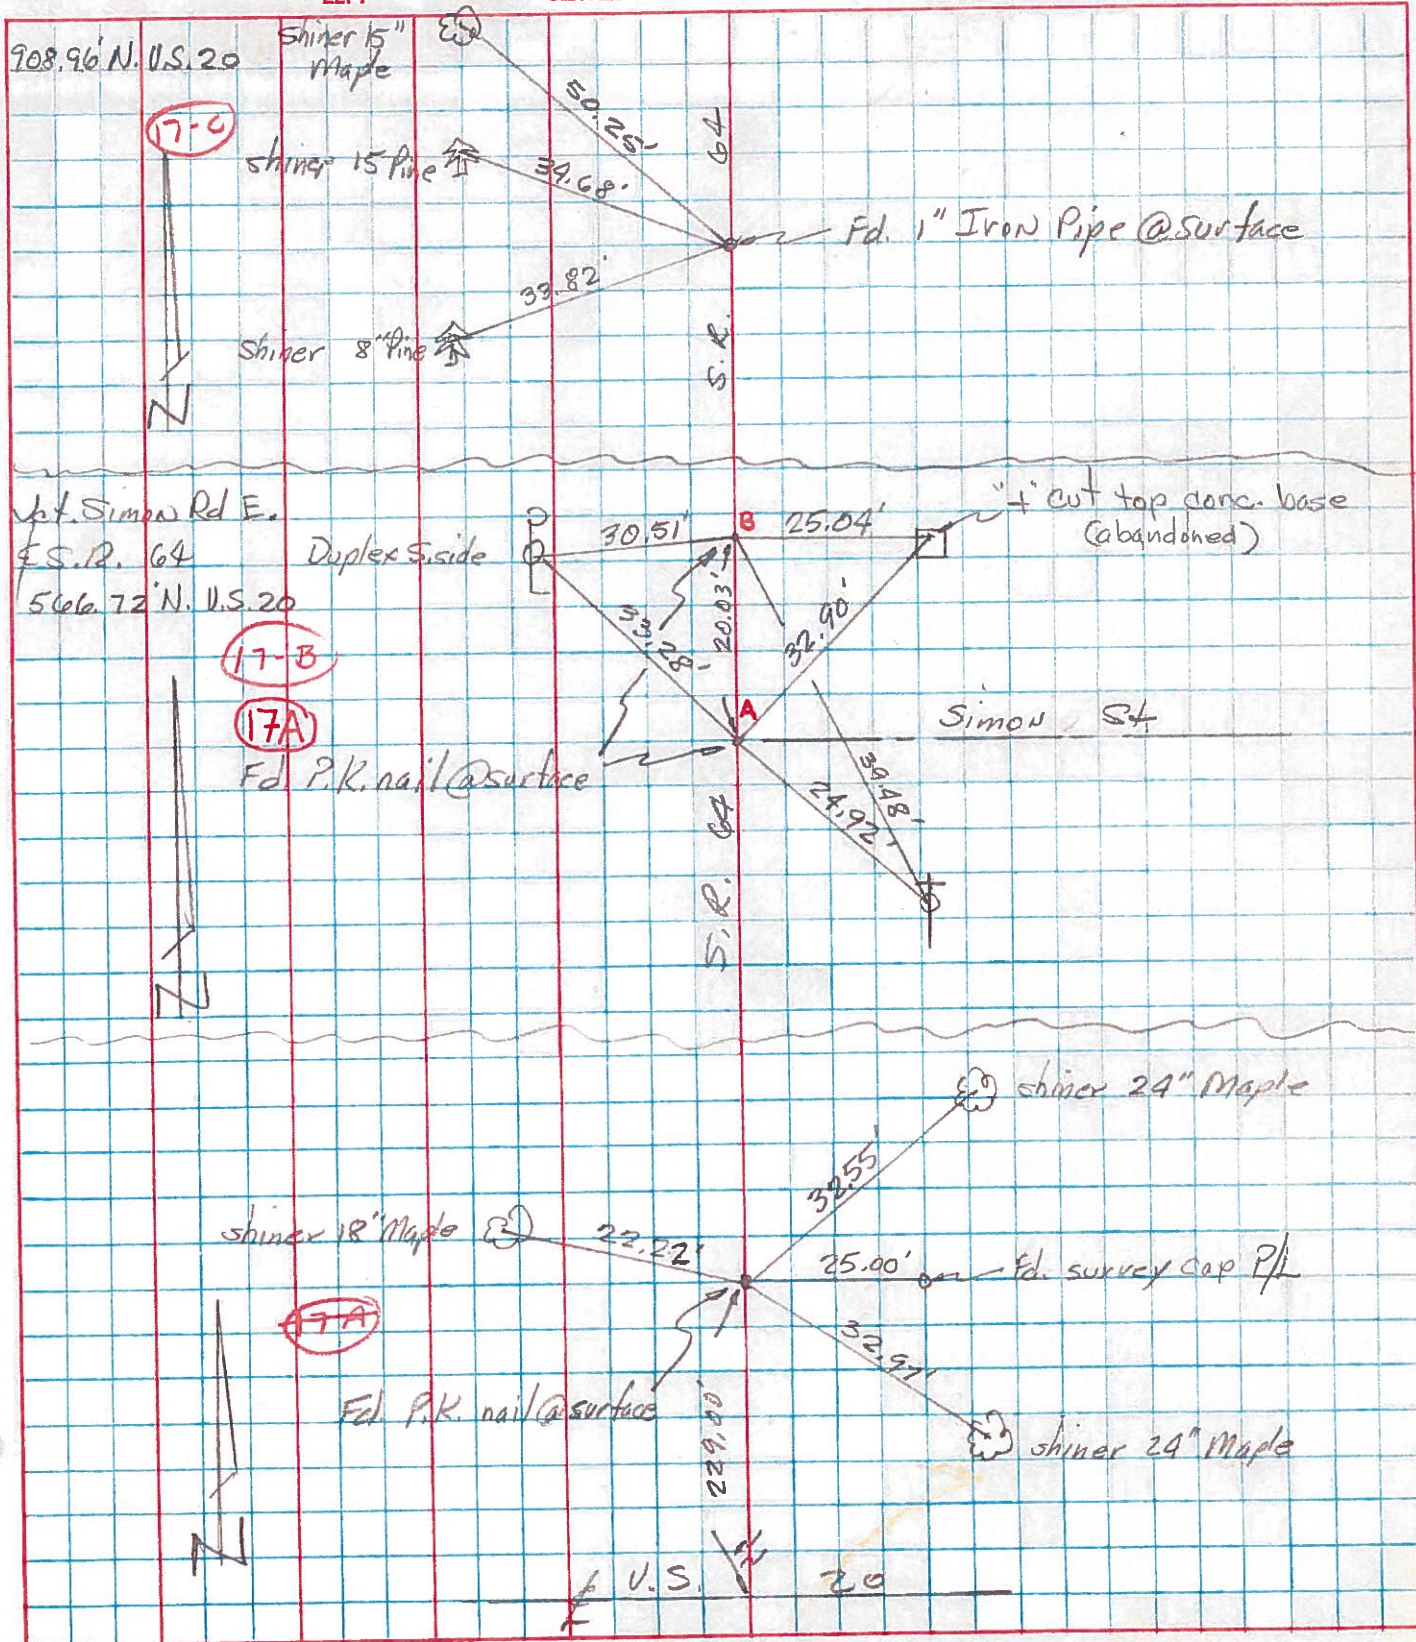 908.96' N. U.S. 20
Shiner 15"
Maple
17-C
50.25'
64
shiner 15 Pine
34.68'
Fd. 1" Iron Pipe @ surface
33.82'
Shiner 8" Pine
S.R.
N
Jct. Simon Rd E.
℄ S.R. 64
566.72' N. U.S. 20
Duplex S. side
30.51'
B
25.04'
"+" cut top conc. base
(abandoned)
33.28'
20.03'
32.90'
17-B
17A
A
Simon St
Fd. P.K. nail @ surface
39.48'
24.92'
64
S.R.
N
shiner 24" Maple
32.55'
shiner 18" Maple
22.22'
25.00'
Fd. survey cap P/L
17A
32.97'
Fd. P.K. nail @ surface
229.00'
shiner 24" Maple
N
℄ U.S. 20